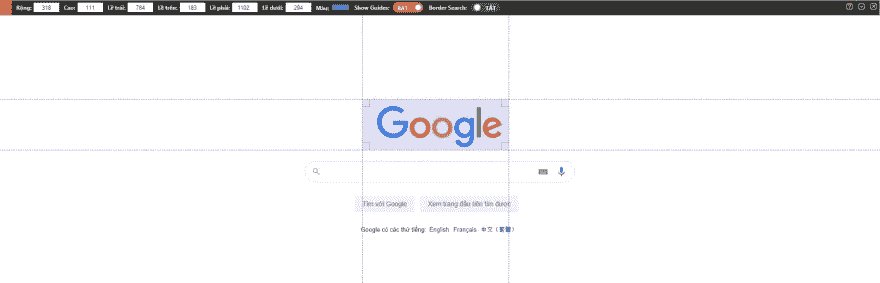 Rộng: 318 Cao: 111 Lề trái: 784 Lề trên: 183 Lề phải: 1102 Lề dưới: 294 Màu: Show Guides: BẬT Border Search: TẮT
Google
Tìm với Google Xem trang đầu tiên tìm được
Google có các thứ tiếng: English Français 中文 (繁體)